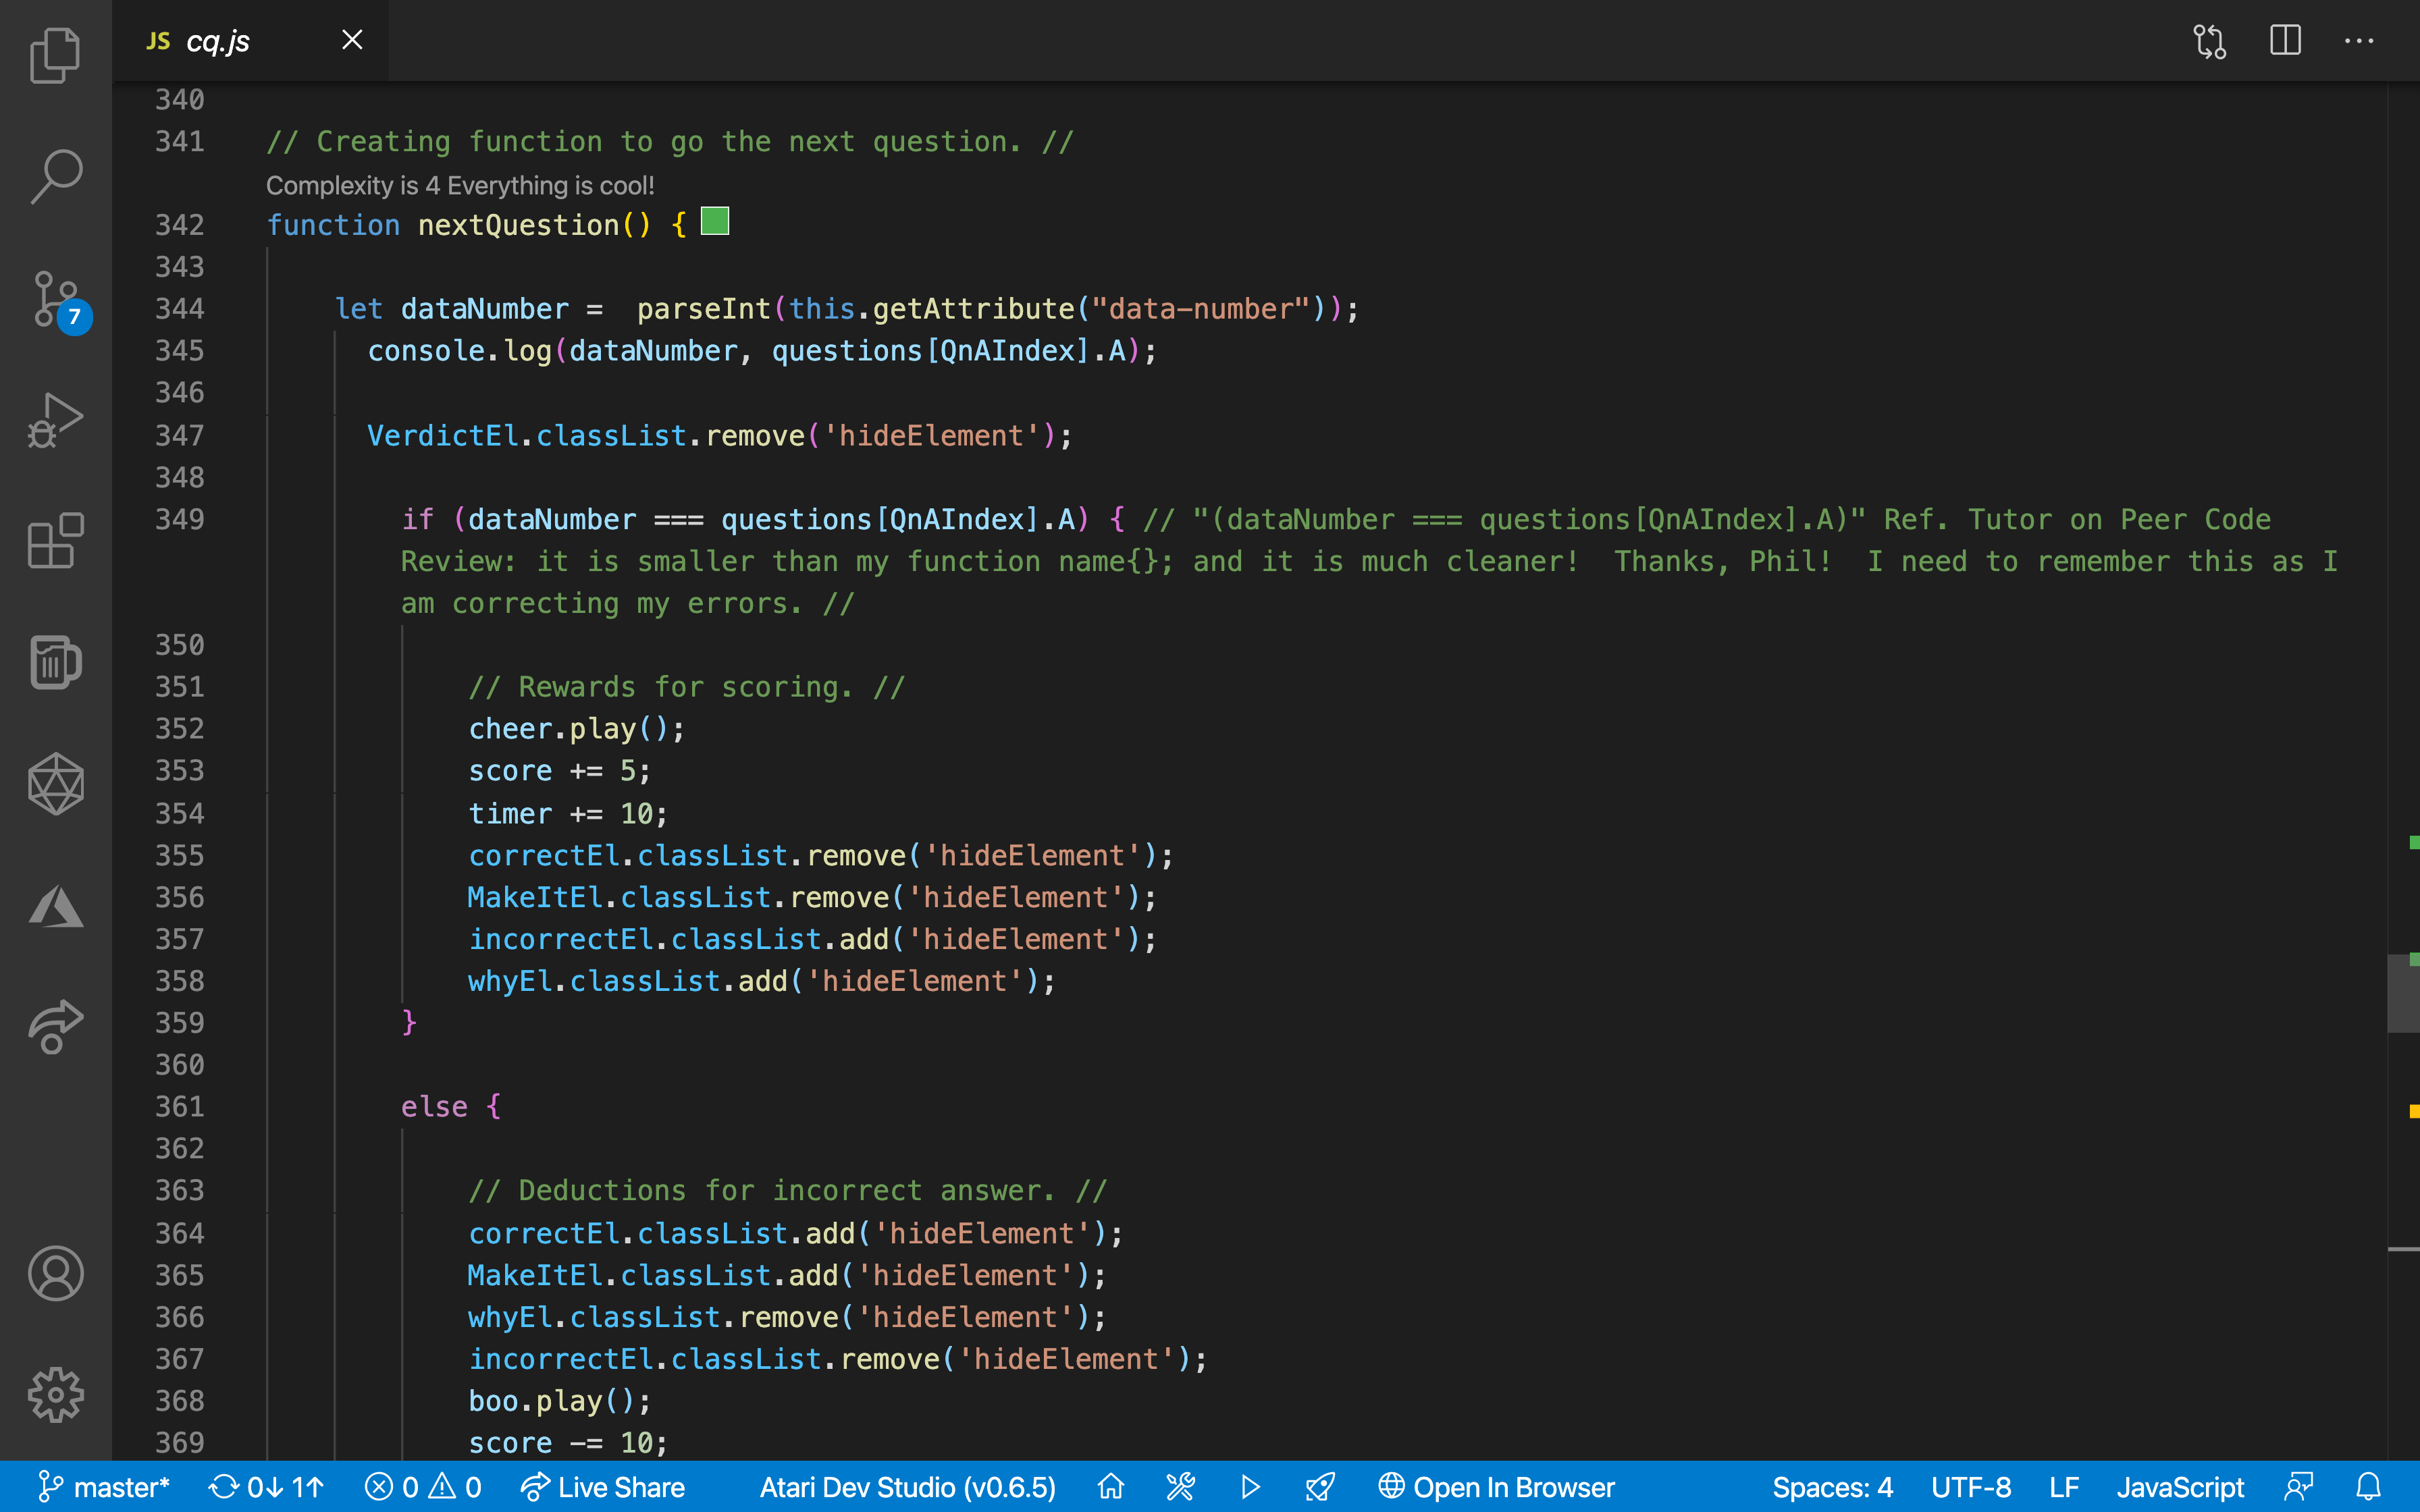 JS cq.js
340
341 // Creating function to go the next question. //
Complexity is 4 Everything is cool!
342 function nextQuestion() {
343
344 let dataNumber =  parseInt(this.getAttribute("data-number"));
345 console.log(dataNumber, questions[QnAIndex].A);
346
347 VerdictEl.classList.remove('hideElement');
348
349 if (dataNumber === questions[QnAIndex].A) { // "(dataNumber === questions[QnAIndex].A)" Ref. Tutor on Peer Code
Review: it is smaller than my function name{}; and it is much cleaner!  Thanks, Phil!  I need to remember this as I
am correcting my errors. //
350
351 // Rewards for scoring. //
352 cheer.play();
353 score += 5;
354 timer += 10;
355 correctEl.classList.remove('hideElement');
356 MakeItEl.classList.remove('hideElement');
357 incorrectEl.classList.add('hideElement');
358 whyEl.classList.add('hideElement');
359 }
360
361 else {
362
363 // Deductions for incorrect answer. //
364 correctEl.classList.add('hideElement');
365 MakeItEl.classList.add('hideElement');
366 whyEl.classList.remove('hideElement');
367 incorrectEl.classList.remove('hideElement');
368 boo.play();
369 score -= 10;
7
master* 0↓ 1↑ 0 0 Live Share Atari Dev Studio (v0.6.5) Open In Browser Spaces: 4 UTF-8 LF JavaScript